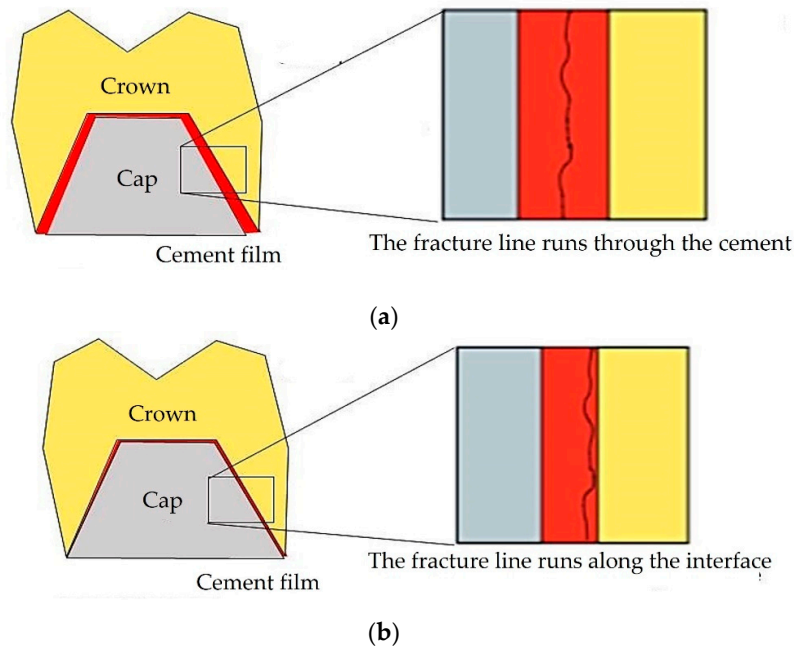 Crown
Cap
Cement film
The fracture line runs through the cement
(a)
Crown
Cap
Cement film
The fracture line runs along the interface
(b)